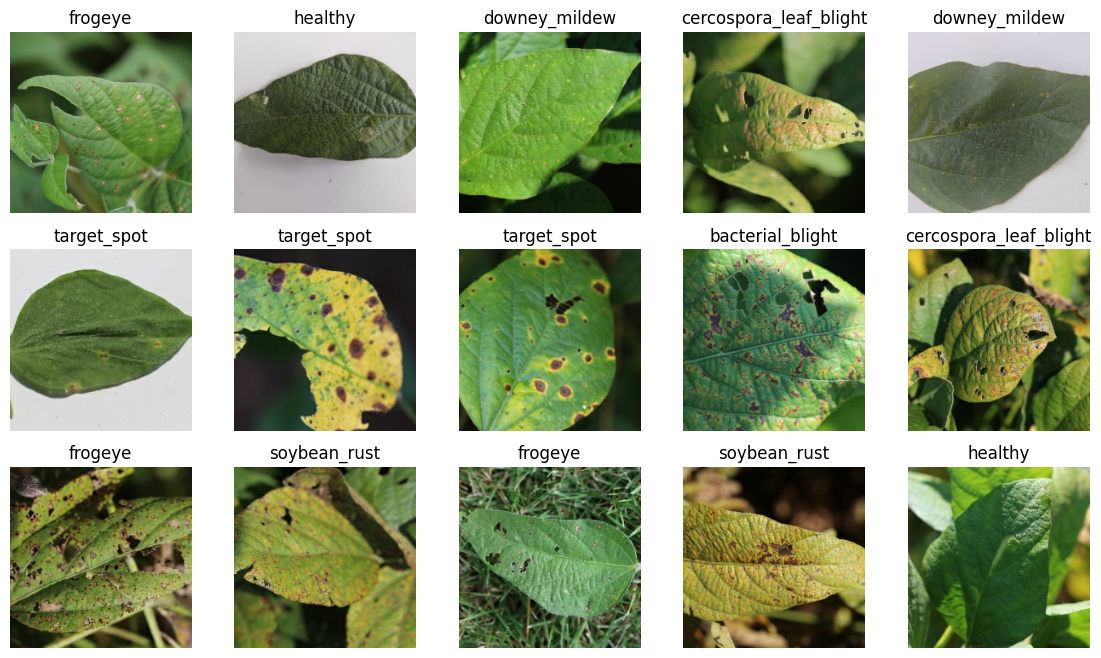 frogeye
healthy
downey_mildew
cercospora_leaf_blight
downey_mildew
target_spot
target_spot
target_spot
bacterial_blight
cercospora_leaf_blight
frogeye
soybean_rust
frogeye
soybean_rust
healthy